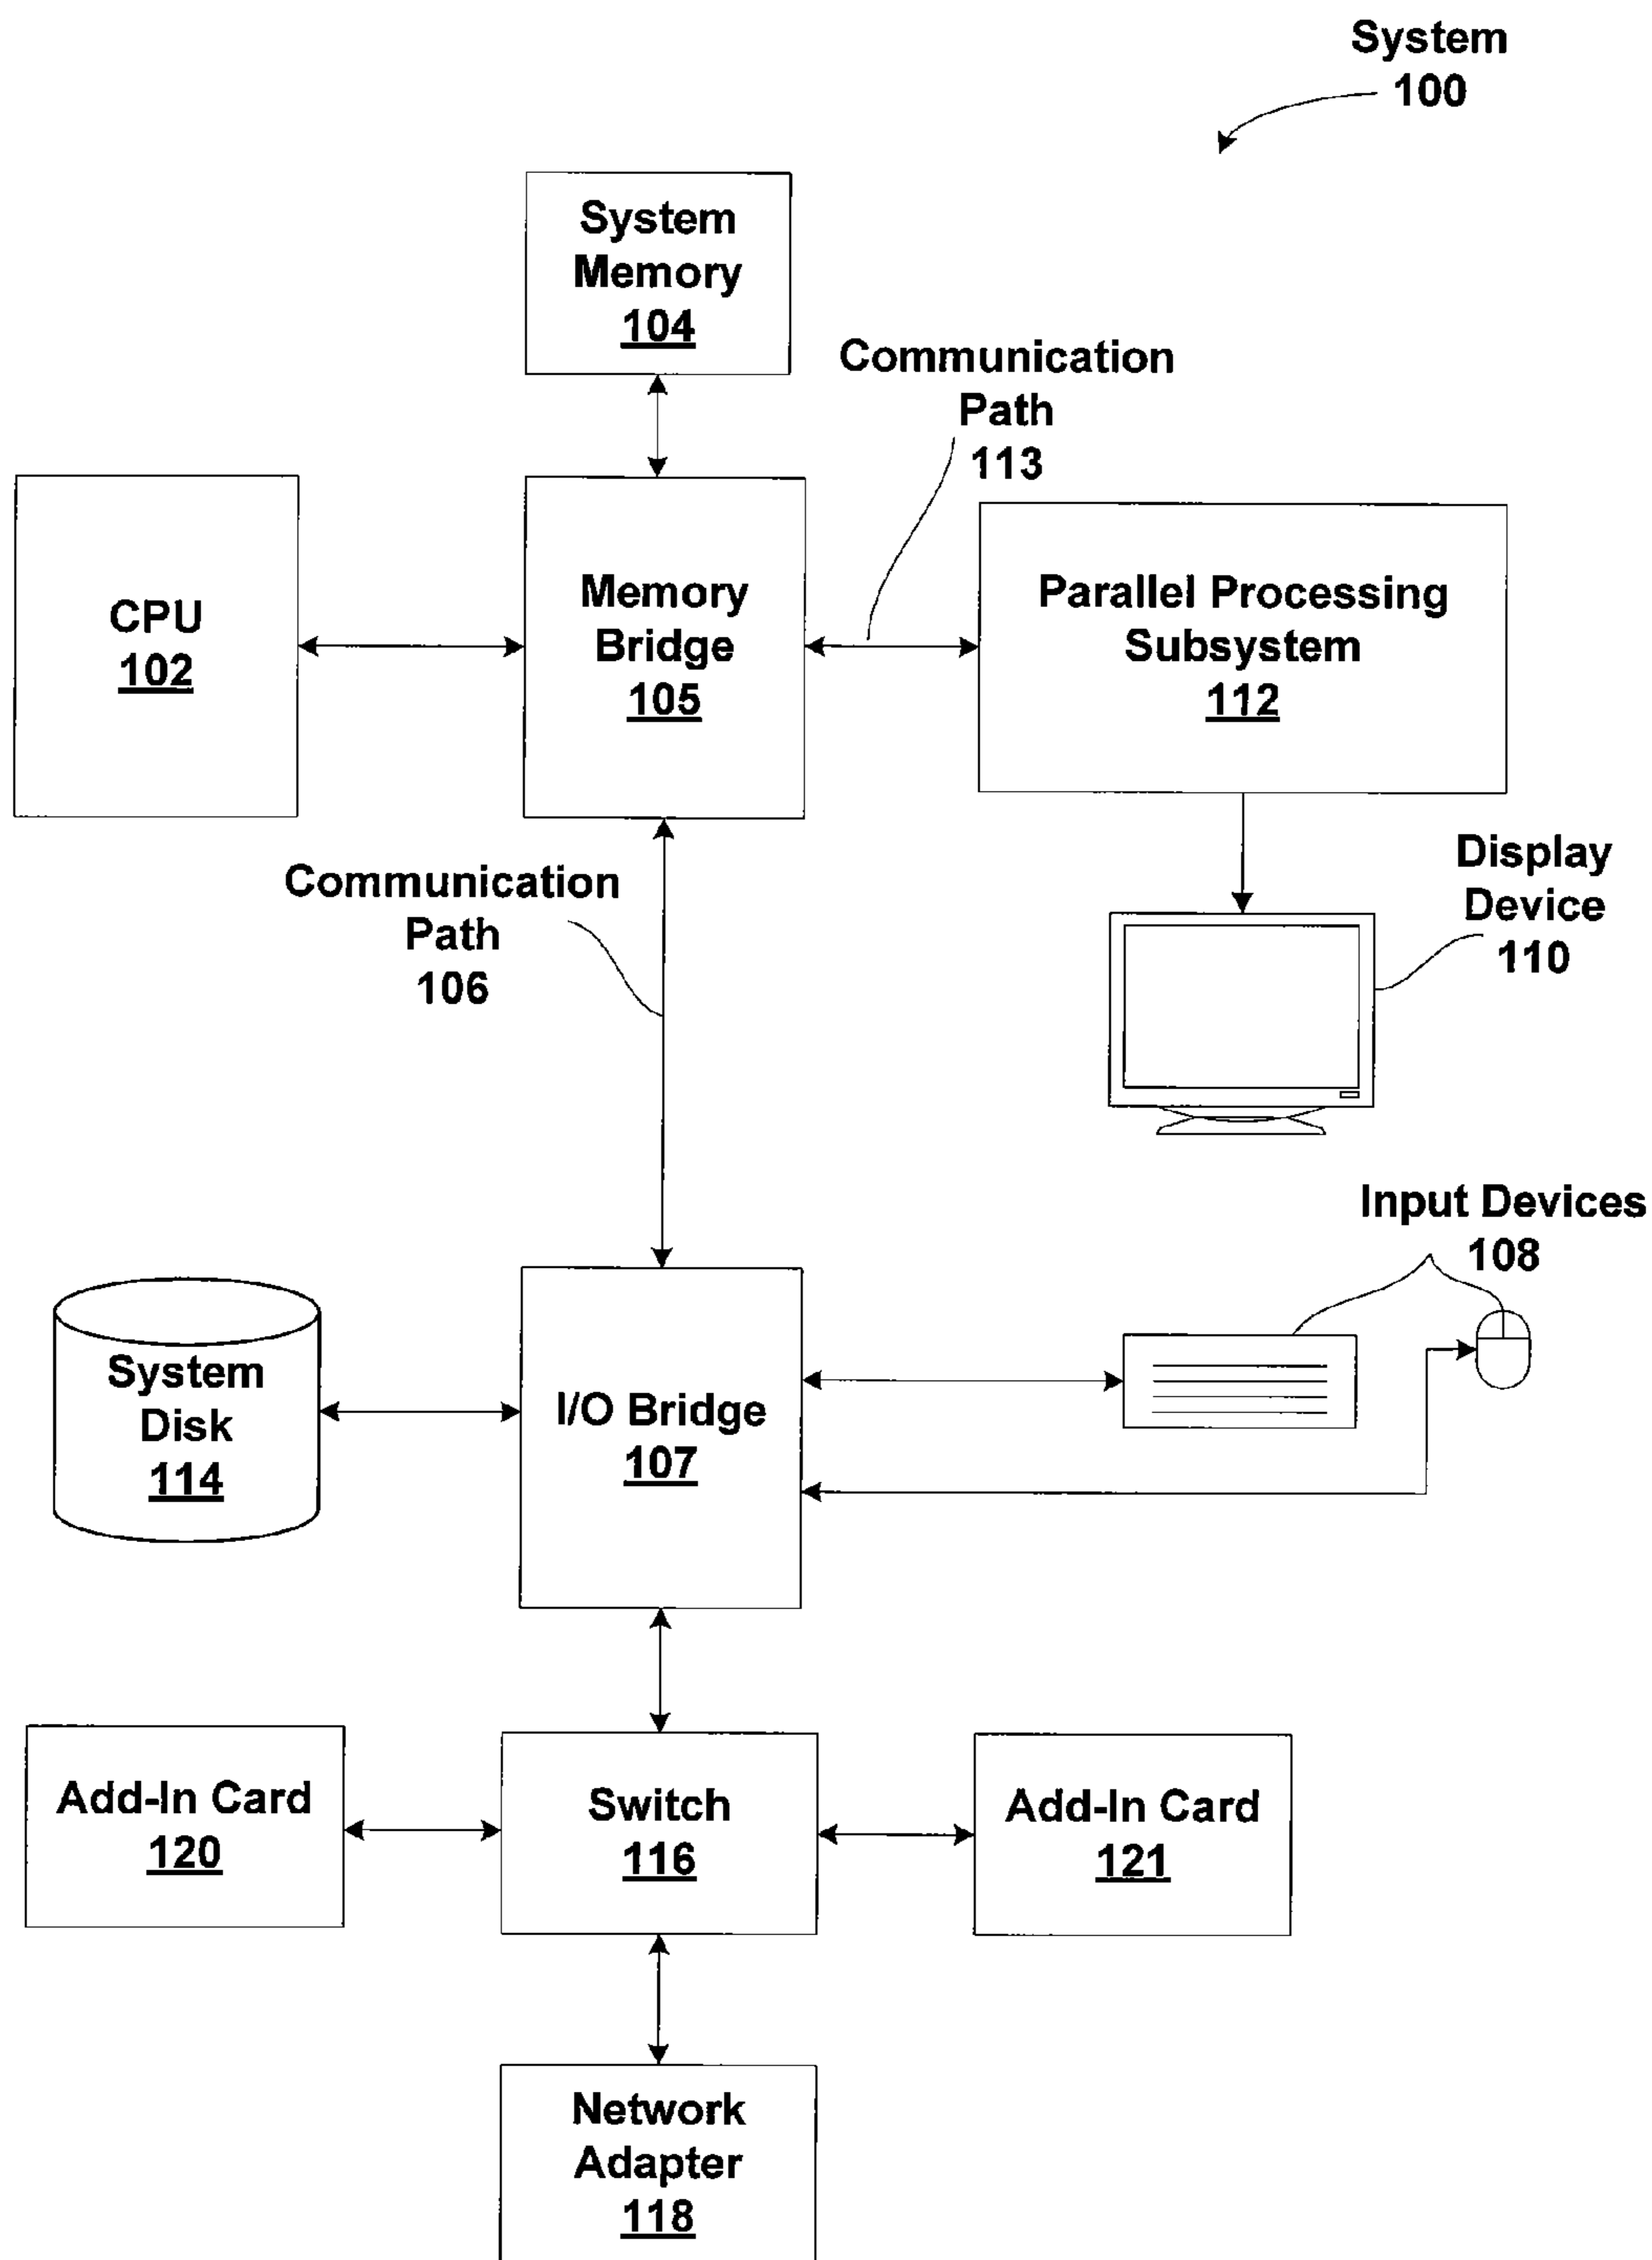 System
100
System
Memory
104
Communication
Path
113
CPU
102
Memory
Bridge
105
Parallel Processing
Subsystem
112
Communication
Path
106
Display
Device
110
Input Devices
108
System
Disk
114
I/O Bridge
107
Add-In Card
120
Switch
116
Add-In Card
121
Network
Adapter
118